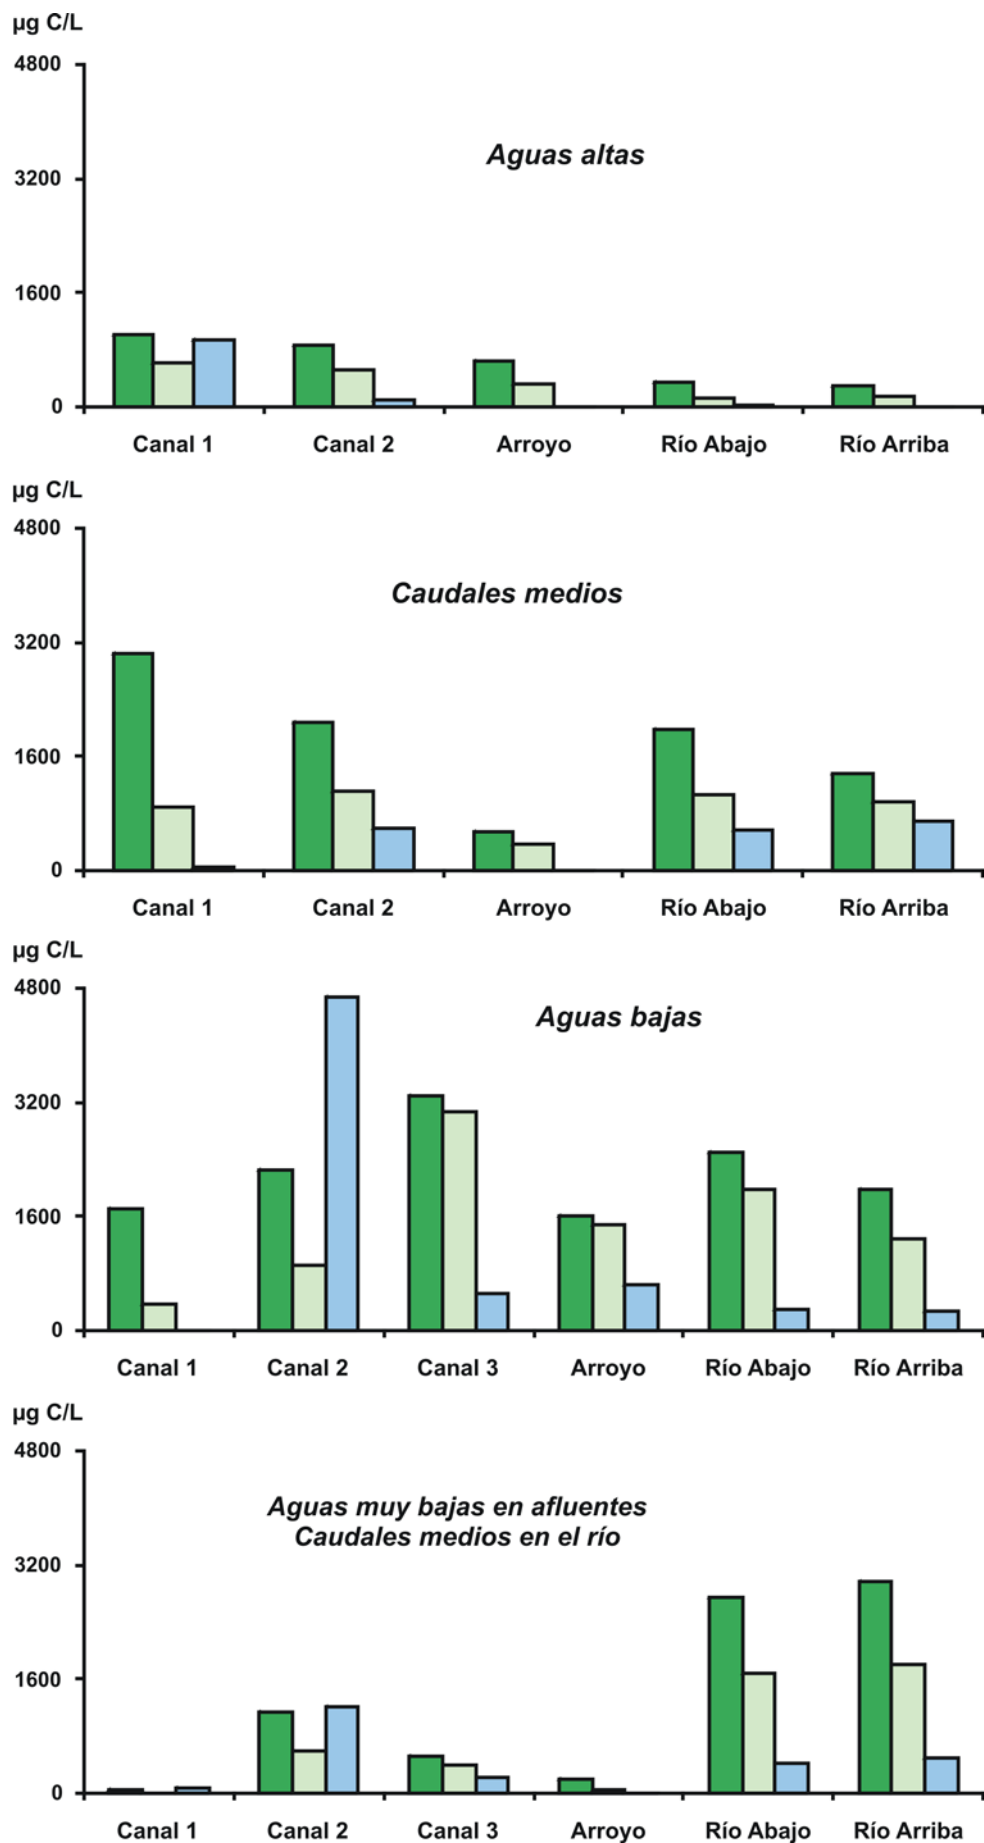 µg C/L
4800
Aguas altas
3200
1600
0
Canal 1 Canal 2 Arroyo Río Abajo Río Arriba
µg C/L
4800
Caudales medios
3200
1600
0
Canal 1 Canal 2 Arroyo Río Abajo Río Arriba
µg C/L
4800
Aguas bajas
3200
1600
0
Canal 1 Canal 2 Canal 3 Arroyo Río Abajo Río Arriba
µg C/L
4800
Aguas muy bajas en afluentes
Caudales medios en el río
3200
1600
0
Canal 1 Canal 2 Canal 3 Arroyo Río Abajo Río Arriba